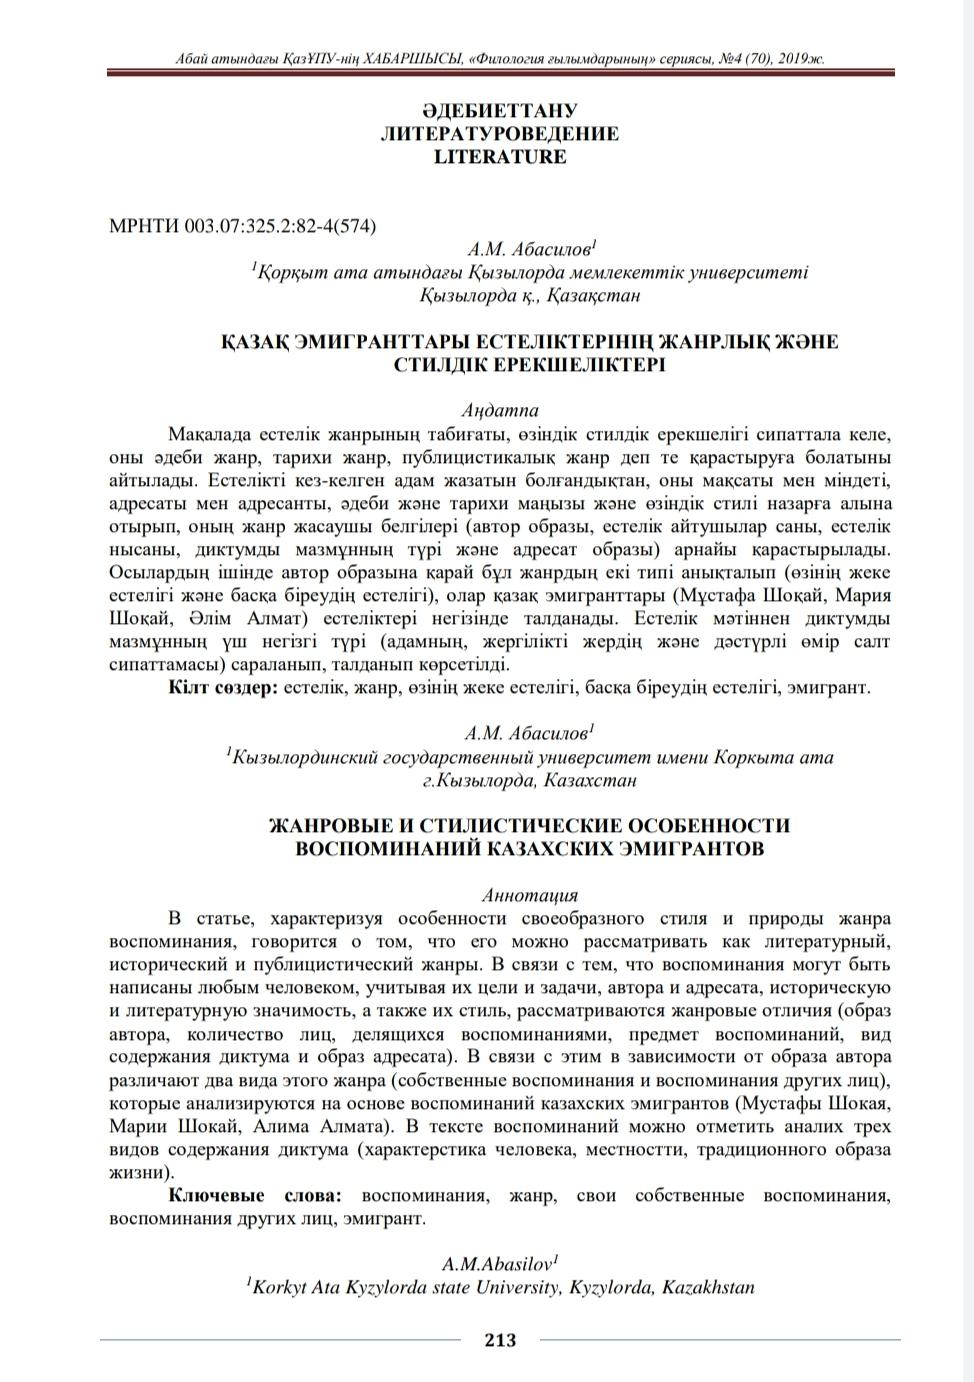 Абай атындағы ҚазҰПУ-нің ХАБАРШЫСЫ, «Филология ғылымдарының» сериясы, №4 (70), 2019ж.
ӘДЕБИЕТТАНУ
ЛИТЕРАТУРОВЕДЕНИЕ
LITERATURE
МРНТИ 003.07:325.2:82-4(574)
А.М. Абасилов¹
¹Қорқыт ата атындағы Қызылорда мемлекеттік университеті
Қызылорда қ., Қазақстан
ҚАЗАҚ ЭМИГРАНТТАРЫ ЕСТЕЛІКТЕРІНІҢ ЖАНРЛЫҚ ЖӘНЕ
СТИЛДІК ЕРЕКШЕЛІКТЕРІ
Аңдатпа
Мақалада естелік жанрының табиғаты, өзіндік стилдік ерекшелігі сипаттала келе,
оны әдеби жанр, тарихи жанр, публицистикалық жанр деп те қарастыруға болатыны
айтылады. Естелікті кез-келген адам жазатын болғандықтан, оны мақсаты мен міндеті,
адресаты мен адресанты, әдеби және тарихи маңызы және өзіндік стилі назарға алына
отырып, оның жанр жасаушы белгілері (автор образы, естелік айтушылар саны, естелік
нысаны, диктумды мазмұнның түрі және адресат образы) арнайы қарастырылады.
Осылардың ішінде автор образына қарай бұл жанрдың екі типі анықталып (өзінің жеке
естелігі және басқа біреудің естелігі), олар қазақ эмигранттары (Мұстафа Шоқай, Мария
Шоқай, Әлім Алмат) естеліктері негізінде талданады. Естелік мәтіннен диктумды
мазмұнның үш негізгі түрі (адамның, жергілікті жердің және дәстүрлі өмір салт
сипаттамасы) сараланып, талданып көрсетілді.
Кілт сөздер: естелік, жанр, өзінің жеке естелігі, басқа біреудің естелігі, эмигрант.
А.М. Абасилов¹
¹Кызылординский государственный университет имени Коркыта ата
г.Кызылорда, Казахстан
ЖАНРОВЫЕ И СТИЛИСТИЧЕСКИЕ ОСОБЕННОСТИ
ВОСПОМИНАНИЙ КАЗАХСКИХ ЭМИГРАНТОВ
Аннотация
В статье, характеризуя особенности своеобразного стиля и природы жанра
воспоминания, говорится о том, что его можно рассматривать как литературный,
исторический и публицистический жанры. В связи с тем, что воспоминания могут быть
написаны любым человеком, учитывая их цели и задачи, автора и адресата, историческую
и литературную значимость, а также их стиль, рассматриваются жанровые отличия (образ
автора, количество лиц, делящихся воспоминаниями, предмет воспоминаний, вид
содержания диктума и образ адресата). В связи с этим в зависимости от образа автора
различают два вида этого жанра (собственные воспоминания и воспоминания других лиц),
которые анализируются на основе воспоминаний казахских эмигрантов (Мустафы Шокая,
Марии Шокай, Алима Алмата). В тексте воспоминаний можно отметить аналих трех
видов содержания диктума (характерстика человека, местностти, традиционного образа
жизни).
Ключевые слова: воспоминания, жанр, свои собственные воспоминания,
воспоминания других лиц, эмигрант.
A.M.Abasilov¹
¹Korkyt Ata Kyzylorda state University, Kyzylorda, Kazakhstan
213